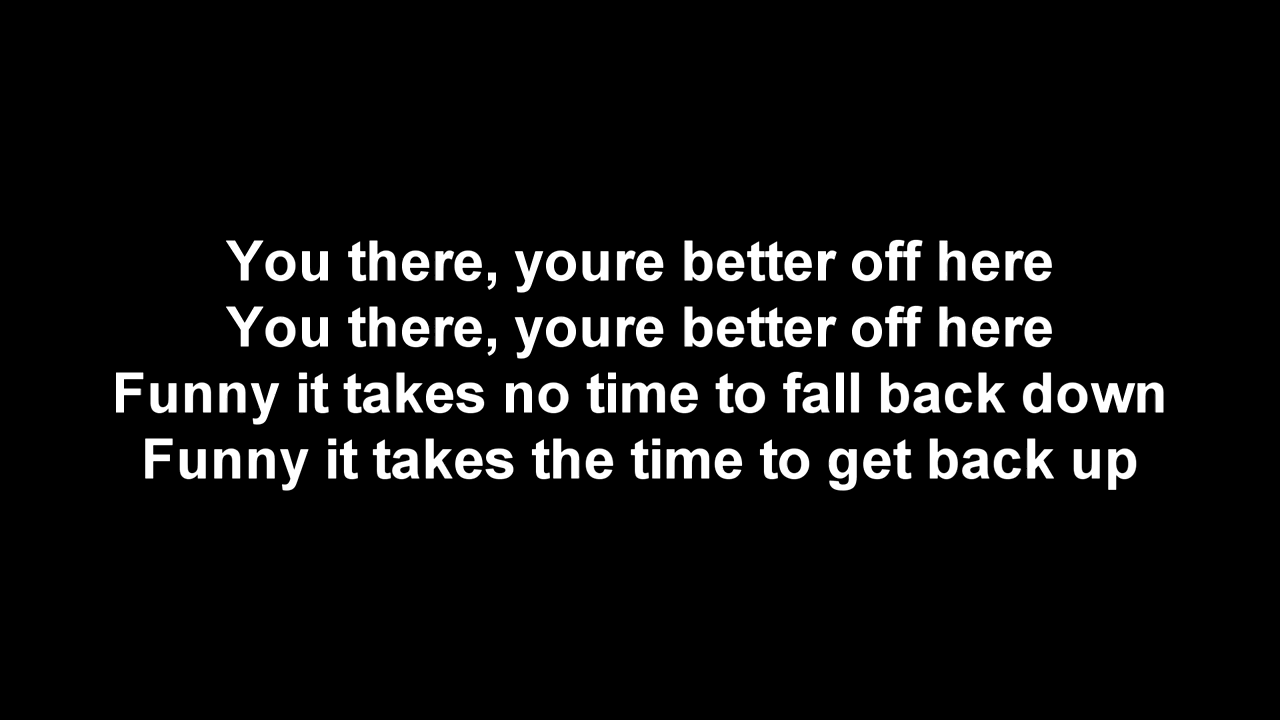 You there, youre better off here
You there, youre better off here
Funny it takes no time to fall back down
Funny it takes the time to get back up